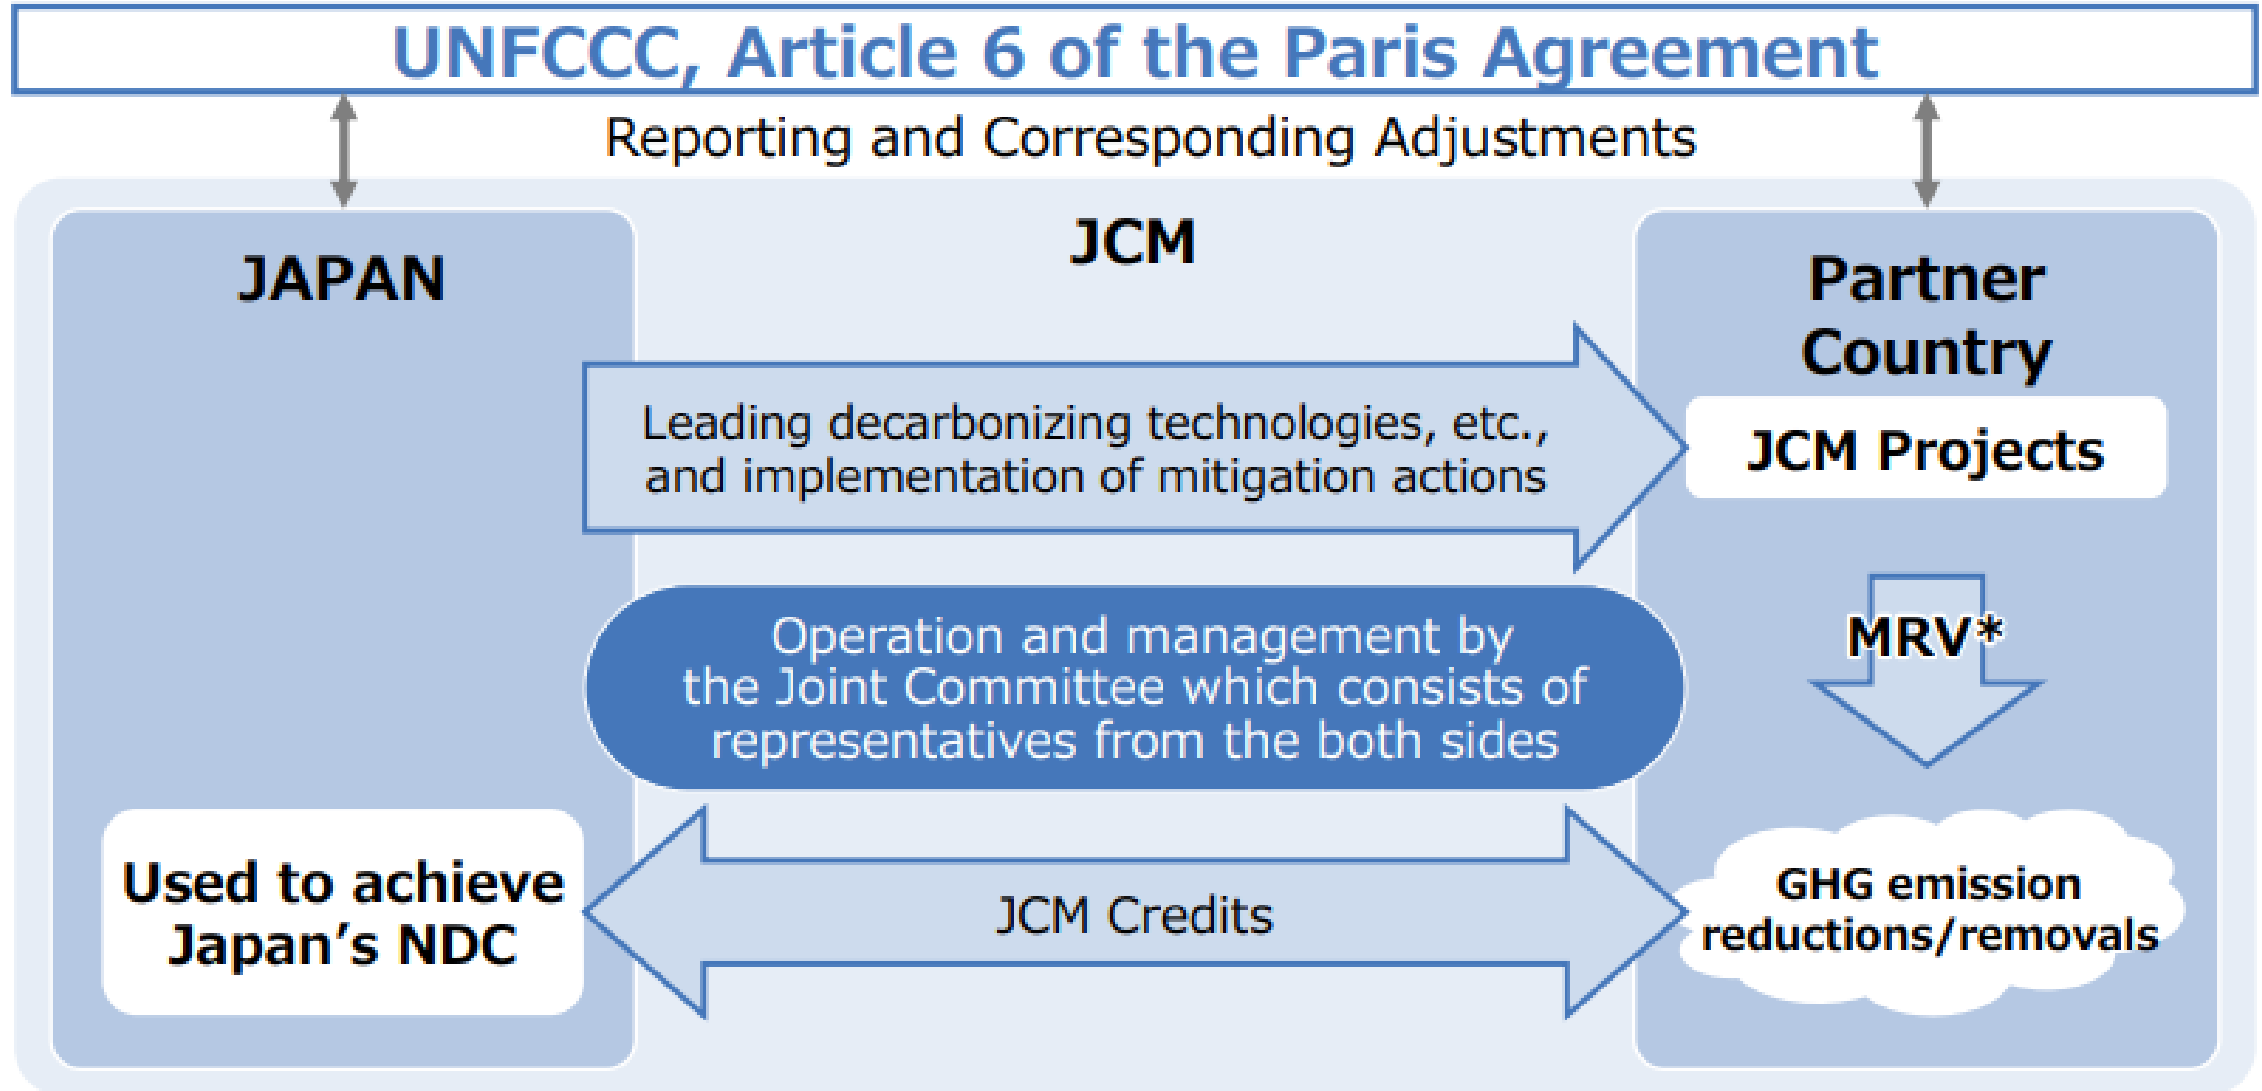 UNFCCC, Article 6 of the Paris Agreement
Reporting and Corresponding Adjustments
JCM
JAPAN
Partner
Country
Leading decarbonizing technologies, etc.,
and implementation of mitigation actions
JCM Projects
Operation and management by
the Joint Committee which consists of
representatives from the both sides
MRV*
Used to achieve
Japan’s NDC
JCM Credits
GHG emission
reductions/removals